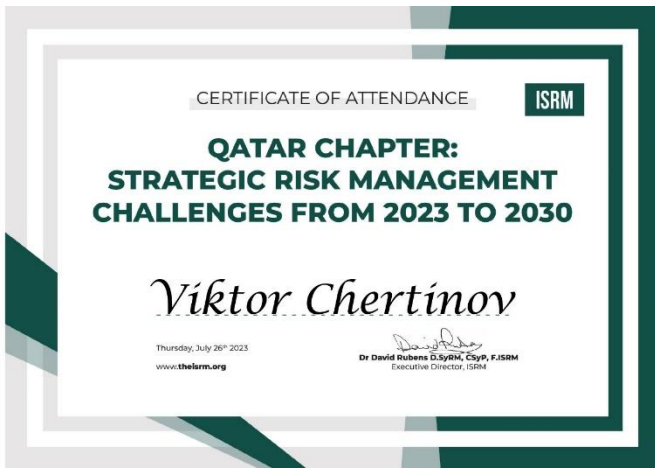 CERTIFICATE OF ATTENDANCE
ISRM
QATAR CHAPTER:
STRATEGIC RISK MANAGEMENT
CHALLENGES FROM 2023 TO 2030
Viktor Chertinov
Thursday, July 26th 2023
www.theisrm.org
Dr David Rubens D.SyRM, CSyP, F.ISRM
Executive Director, ISRM